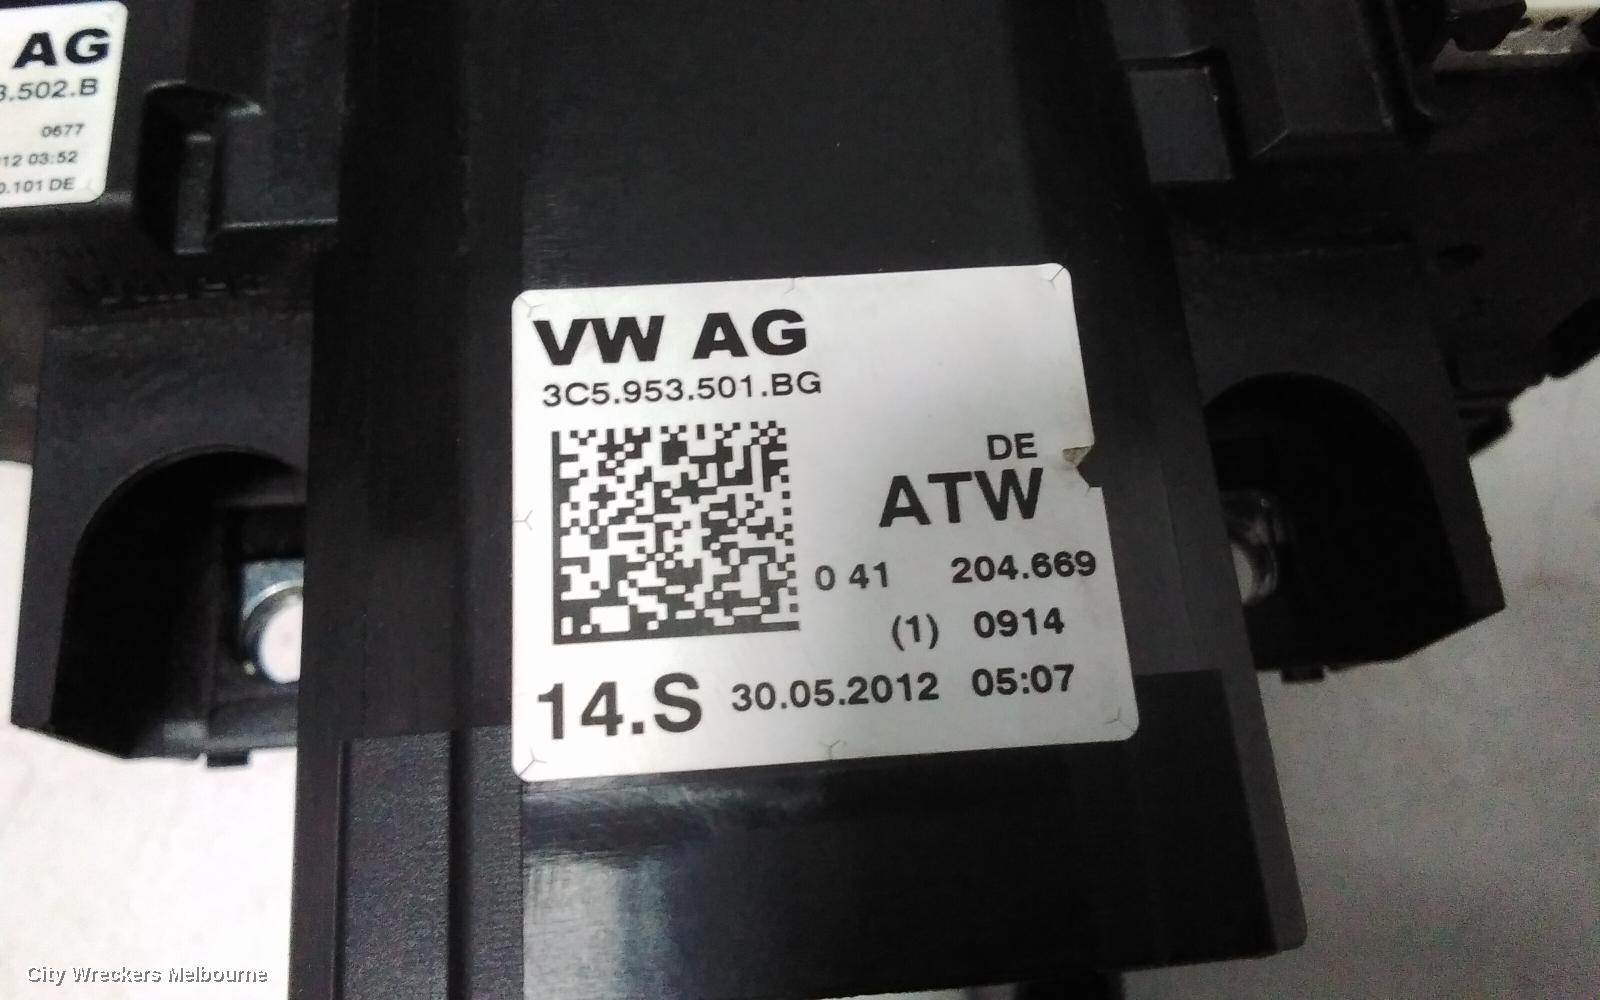 AG
3.502.B
0677
12 03:52
0.101 DE
VW AG
3C5.953.501.BG
DE
ATW
0 41 204.669
(1) 0914
14.S 30.05.2012 05:07
City Wreckers Melbourne